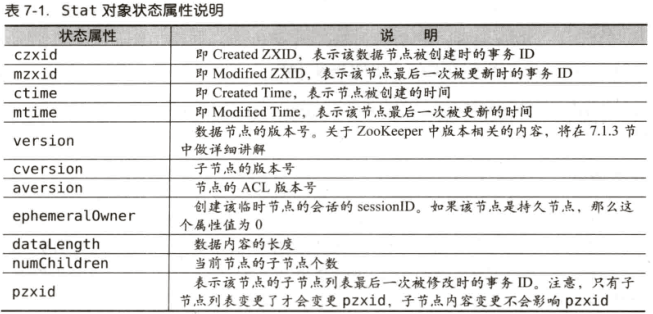 表 7-1. Stat 对象状态属性说明
状态属性 说 明
czxid 即 Created ZXID，表示该数据节点被创建时的事务 ID
mzxid 即 Modified ZXID，表示该节点最后一次被更新时的事务 ID
ctime 即 Created Time，表示节点被创建的时间
mtime 即 Modified Time，表示该节点最后一次被更新的时间
version 数据节点的版本号。关于 ZooKeeper 中版本相关的内容，将在 7.1.3 节
中做详细讲解
cversion 子节点的版本号
aversion 节点的 ACL 版本号
ephemeralOwner 创建该临时节点的会话的 sessionID。如果该节点是持久节点，那么这
个属性值为 0
dataLength 数据内容的长度
numChildren 当前节点的子节点个数
pzxid 表示该节点的子节点列表最后一次被修改时的事务 ID。注意，只有子
节点列表变更了才会变更 pzxid，子节点内容变更不会影响 pzxid